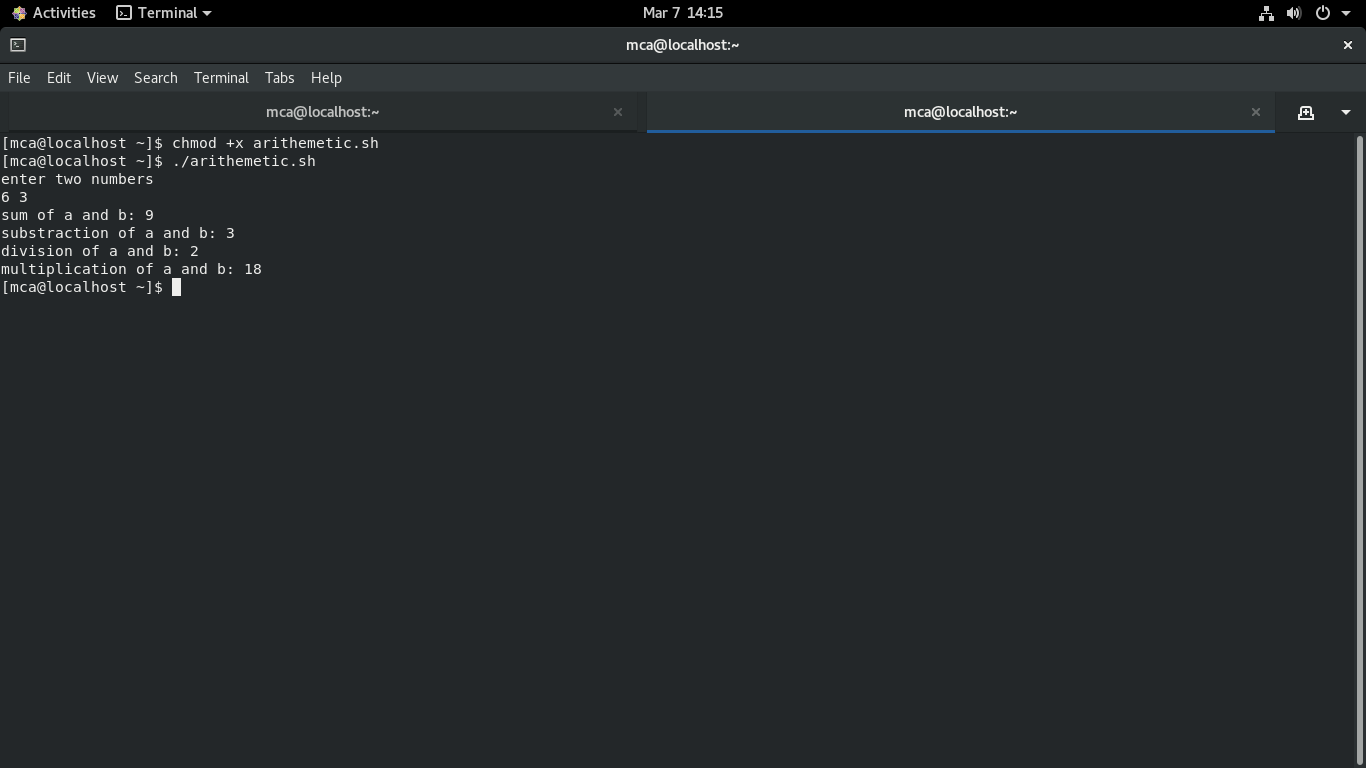 Activities Terminal Mar 7 14:15
mca@localhost:~
File Edit View Search Terminal Tabs Help
mca@localhost:~ mca@localhost:~
[mca@localhost ~]$ chmod +x arithemetic.sh
[mca@localhost ~]$ ./arithemetic.sh
enter two numbers
6 3
sum of a and b: 9
substraction of a and b: 3
division of a and b: 2
multiplication of a and b: 18
[mca@localhost ~]$